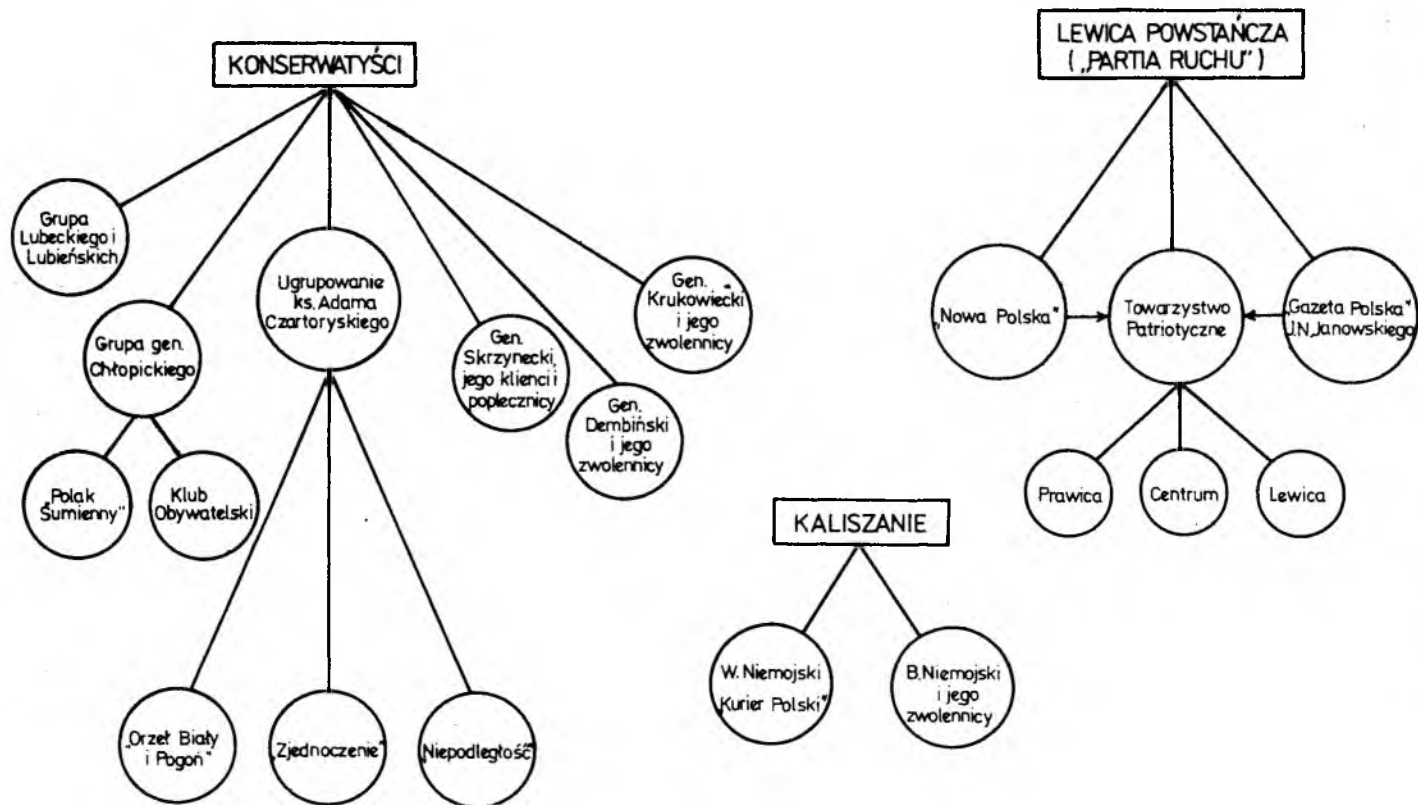 KONSERWATYŚCI
Grupa
Lubeckiego i
Lubieńskich
Grupa gen.
Chłopickiego
„Polak
Sumienny"
Klub
Obywatelski
Ugrupowanie
ks. Adama
Czartoryskiego
„Orzeł Biały
i Pogoń"
„Zjednoczenie"
„Niepodległość"
Gen.
Skrzynecki,
jego klienci i
poplecznicy
Gen.
Dembiński
i jego
zwolennicy
Gen.
Krukowiecki
i jego
zwolennicy
KALISZANIE
W. Niemojski
„Kurier Polski"
B. Niemojski
i jego
zwolennicy
LEWICA POWSTAŃCZA
( „PARTIA RUCHU" )
„Nowa Polska"
Towarzystwo
Patriotyczne
„Gazeta Polska"
J.N. Janowskiego
Prawica
Centrum
Lewica